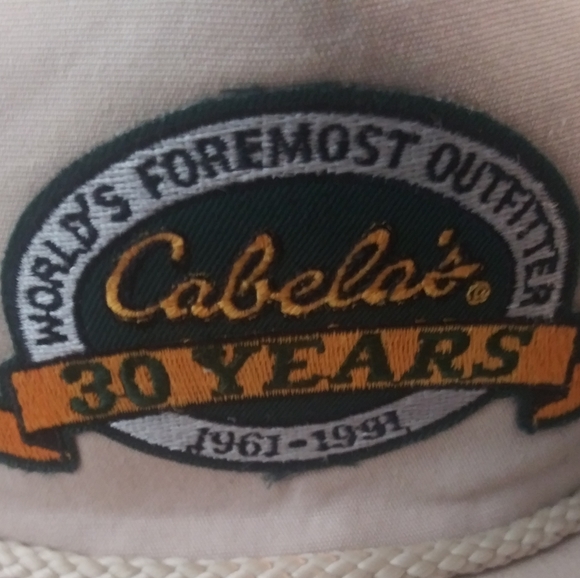 WORLD'S FOREMOST OUTFITTER
Cabela's®
30 YEARS
1961-1991